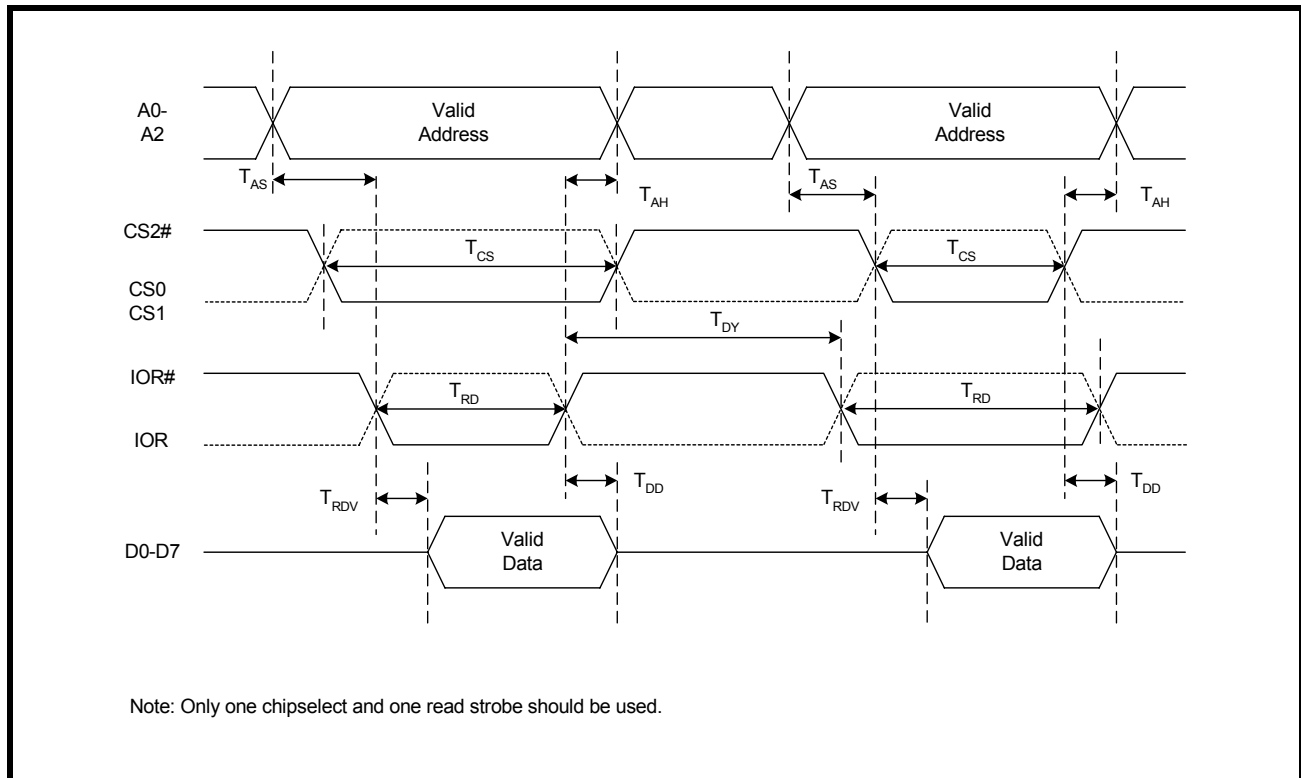 A0-
A2
Valid
Address
Valid
Address
TAS
TAH
TAS
TAH
CS2#
TCS
TCS
CS0
CS1
TDY
IOR#
TRD
TRD
IOR
TRDV
TDD
TRDV
TDD
D0-D7
Valid
Data
Valid
Data
Note: Only one chipselect and one read strobe should be used.